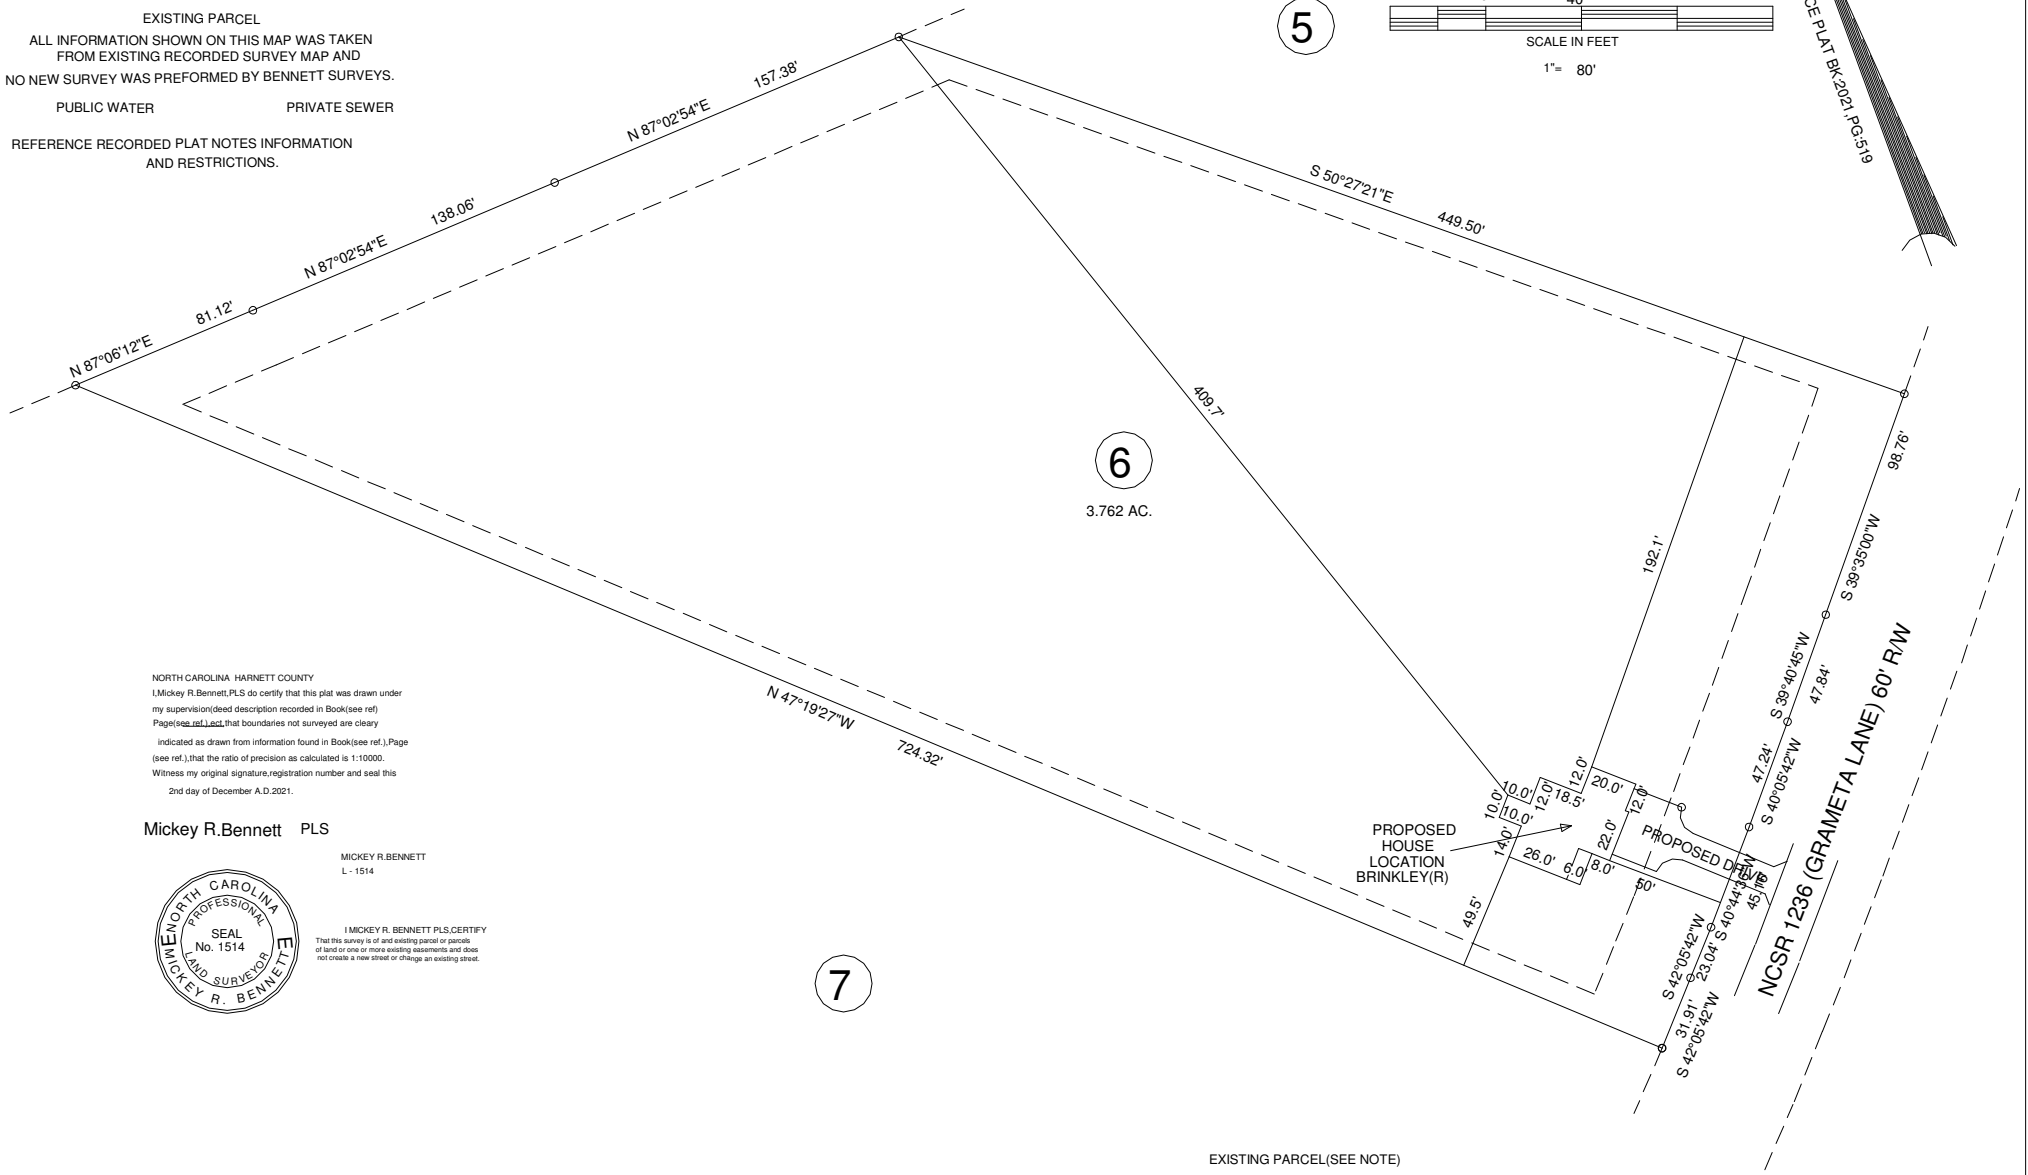 EXISTING PARCEL
ALL INFORMATION SHOWN ON THIS MAP WAS TAKEN
FROM EXISTING RECORDED SURVEY MAP AND
NO NEW SURVEY WAS PREFORMED BY BENNETT SURVEYS.
PUBLIC WATER PRIVATE SEWER
REFERENCE RECORDED PLAT NOTES INFORMATION
AND RESTRICTIONS.
5
SCALE IN FEET
1"= 80'
PLAT BK:2021,PG:519
N 87°06'12"E
81.12'
N 87°02'54"E
138.06'
N 87°02'54"E
157.38'
S 50°27'21"E
449.50'
409.7'
6
3.762 AC.
192.1'
98.76'
S 39°35'00"W
S 39°40'45"W
47.84'
47.24'
S 40°05'42"W
S 40°44'36"W
45.16'
S 42°05'42"W
23.04'
31.91'
S 42°05'42"W
NCSR 1236 (GRAMETA LANE) 60' R/W
N 47°19'27"W
724.32'
10.0'
10.0'
10.0'
12.0'
18.5'
12.0'
20.0'
12.0'
14.0'
26.0'
6.0'
8.0'
22.0'
50'
49.5'
PROPOSED DRIVE
PROPOSED
HOUSE
LOCATION
BRINKLEY(R)
NORTH CAROLINA HARNETT COUNTY
I,Mickey R.Bennett,PLS do certify that this plat was drawn under
my supervision(deed description recorded in Book(see ref)
Page(see ref.),ect,that boundaries not surveyed are cleary
indicated as drawn from information found in Book(see ref.),Page
(see ref.),that the ratio of precision as calculated is 1:10000.
Witness my original signature,registration number and seal this
2nd day of December A.D.2021.
Mickey R.Bennett PLS
MICKEY R.BENNETT
L - 1514
NORTH CAROLINA
PROFESSIONAL
SEAL
No. 1514
LAND SURVEYOR
MICKEY R. BENNETT
I MICKEY R. BENNETT PLS,CERTIFY
That this survey is of and existing parcel or parcels
of land or one or more existing easements and does
not create a new street or change an existing street.
7
EXISTING PARCEL(SEE NOTE)